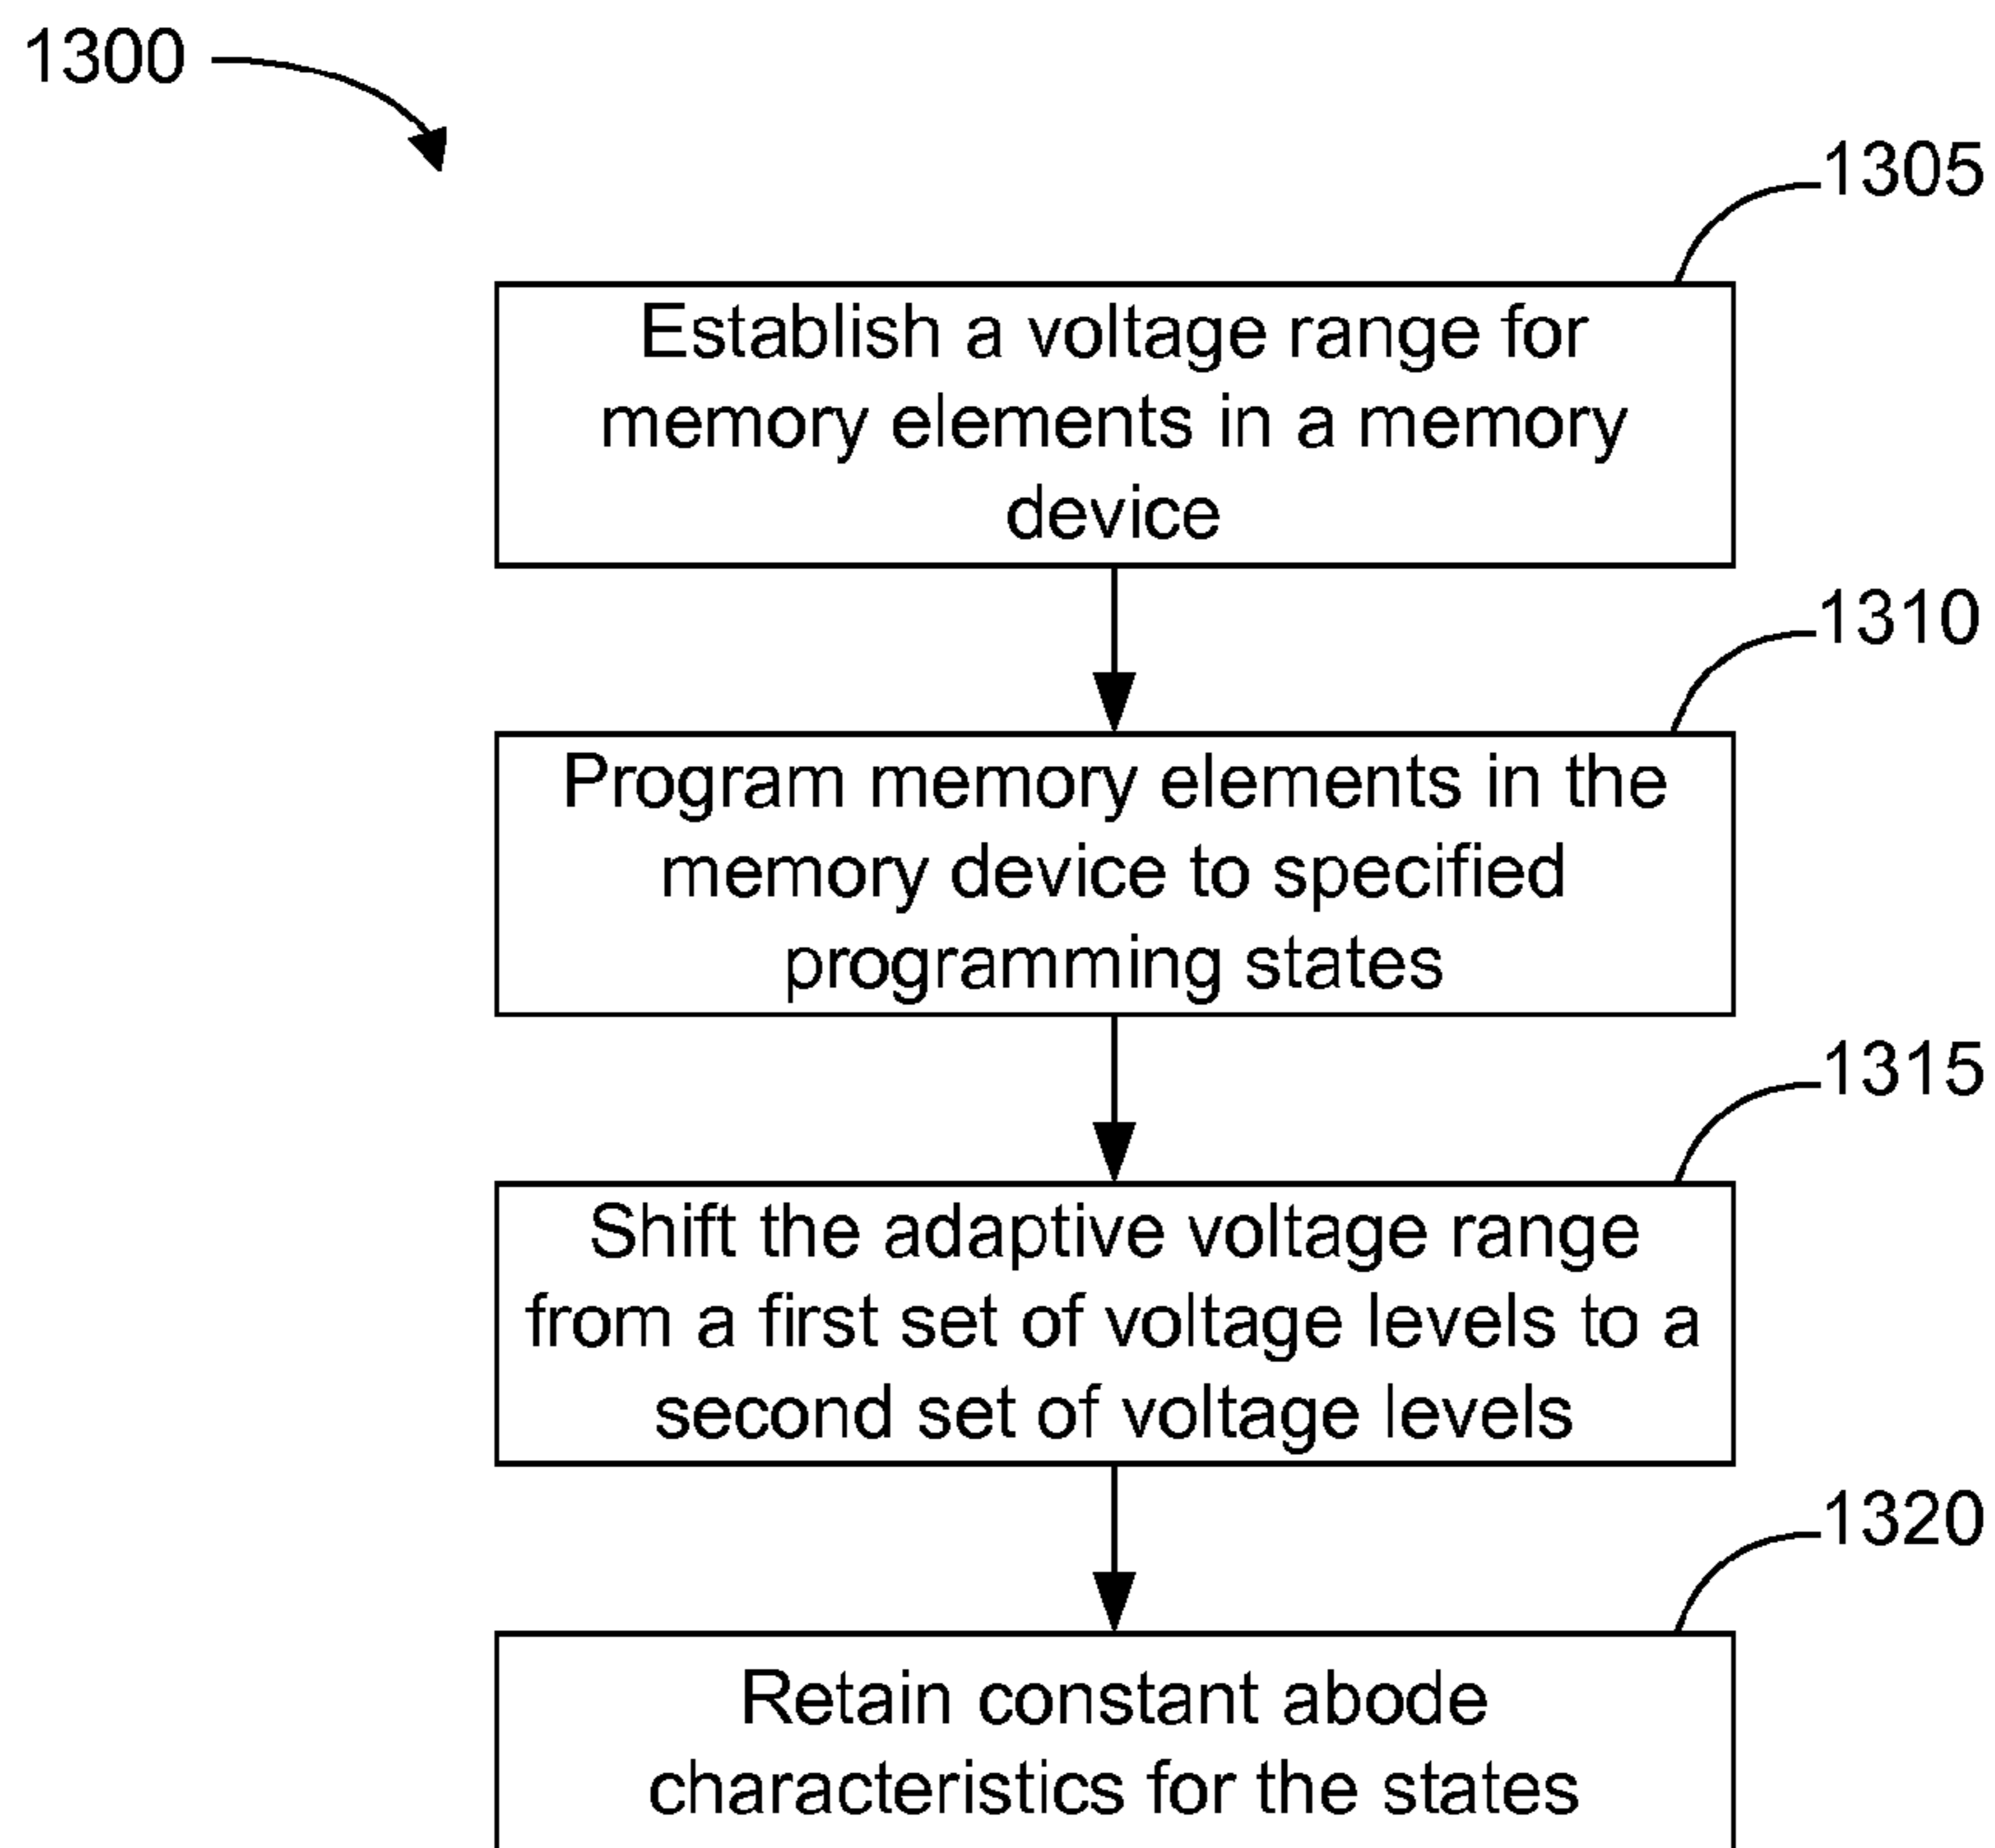 1300
1305
Establish a voltage range for
memory elements in a memory
device
1310
Program memory elements in the
memory device to specified
programming states
1315
Shift the adaptive voltage range
from a first set of voltage levels to a
second set of voltage levels
1320
Retain constant abode
characteristics for the states